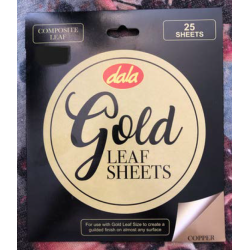 COMPOSITE
LEAF
25
SHEETS
dala
Gold
LEAF
SHEETS
For use with Gold Leaf Size to create a
guilded finish on almost any surface
COPPER